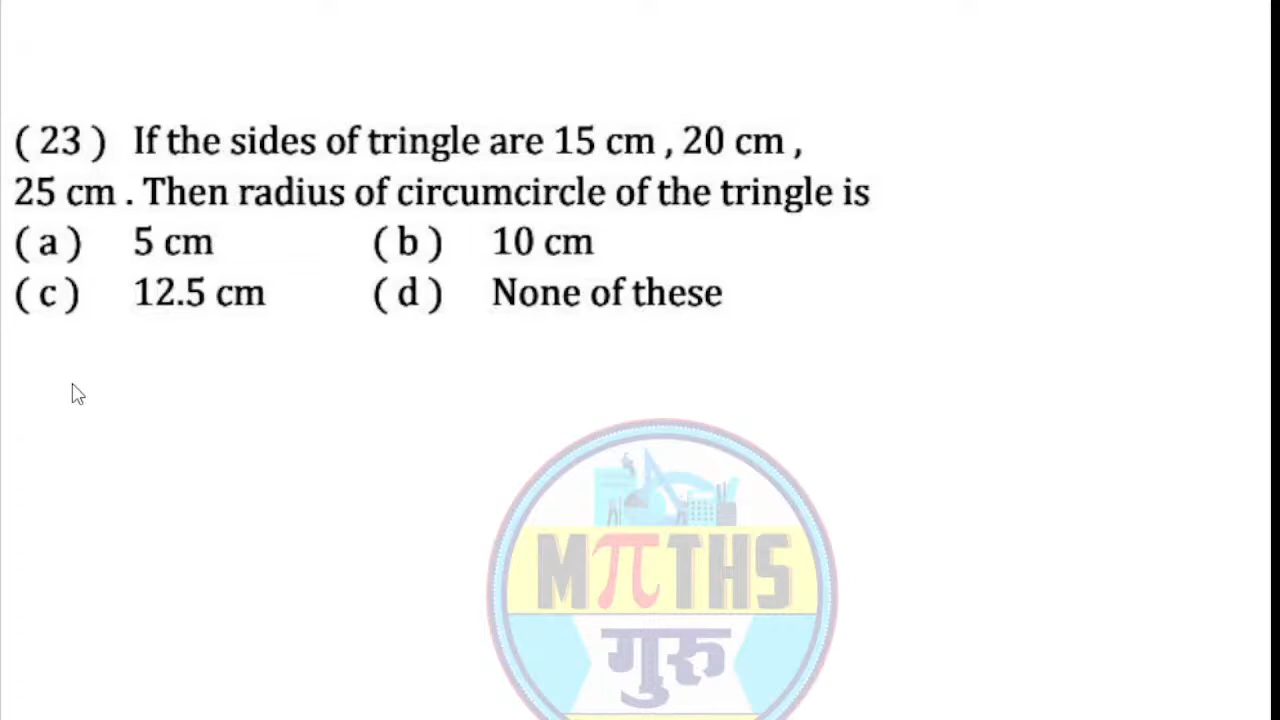 ( 23 ) If the sides of tringle are 15 cm , 20 cm ,
25 cm . Then radius of circumcircle of the tringle is
( a ) 5 cm ( b ) 10 cm
( c ) 12.5 cm ( d ) None of these
MπTHS
गुरु